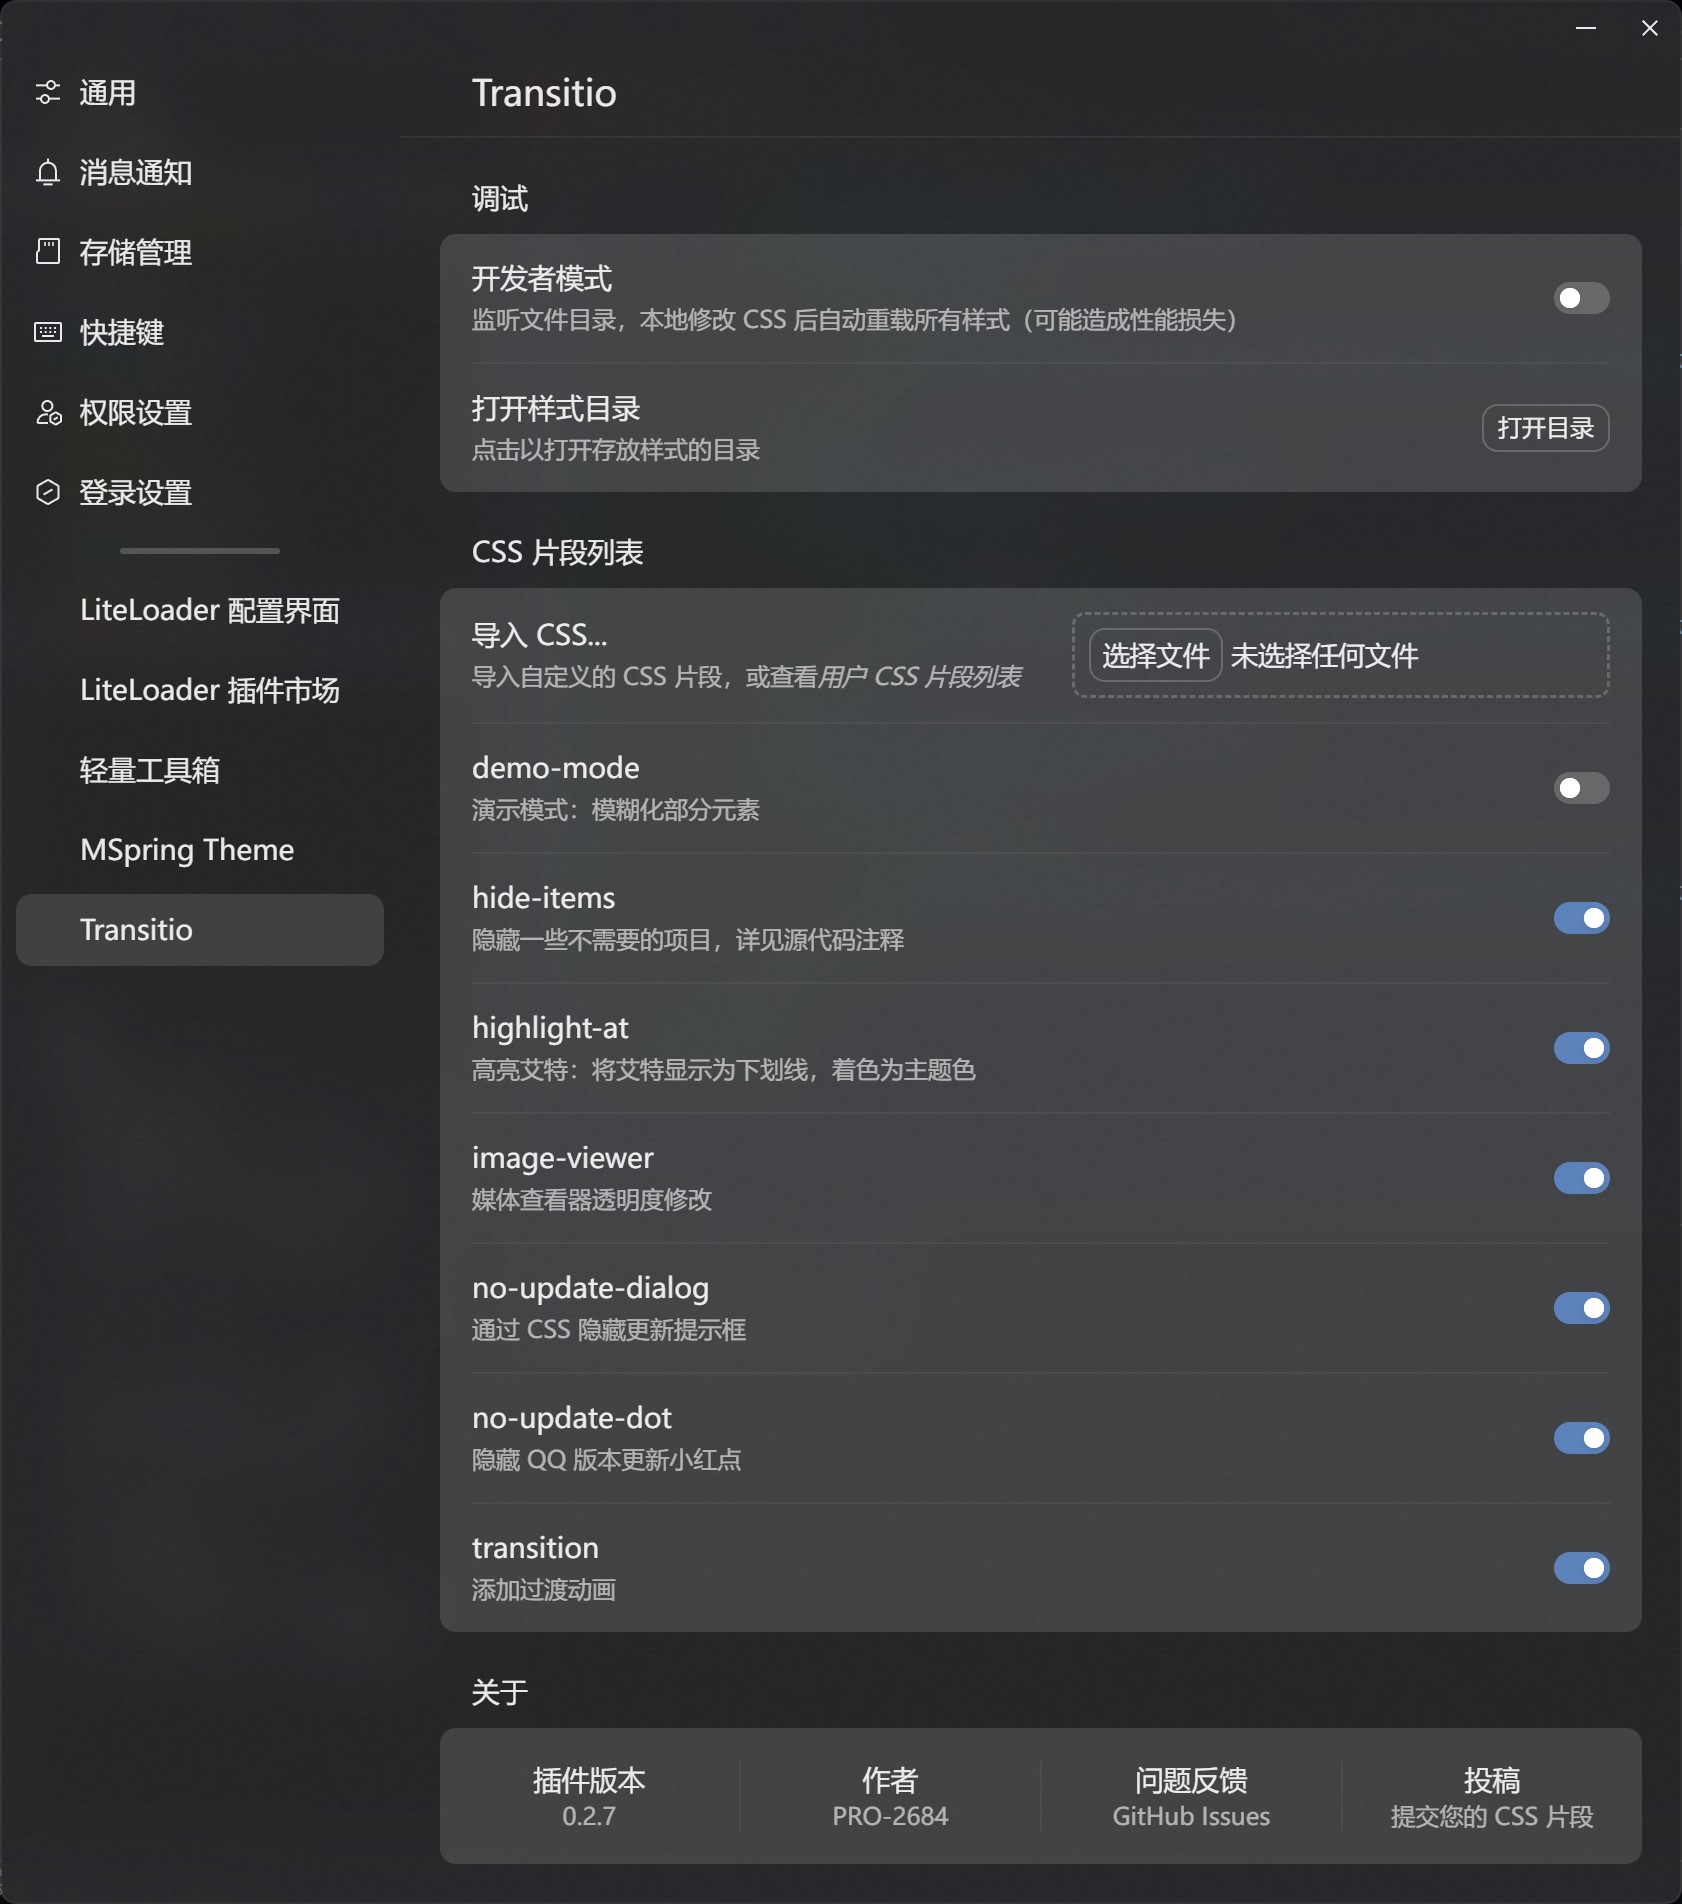 通用
消息通知
存储管理
快捷键
权限设置
登录设置
LiteLoader 配置界面
LiteLoader 插件市场
轻量工具箱
MSpring Theme
Transitio
Transitio
调试
开发者模式
监听文件目录，本地修改 CSS 后自动重载所有样式（可能造成性能损失）
打开样式目录
点击以打开存放样式的目录
打开目录
CSS 片段列表
导入 CSS...
导入自定义的 CSS 片段，或查看用户 CSS 片段列表
选择文件 未选择任何文件
demo-mode
演示模式：模糊化部分元素
hide-items
隐藏一些不需要的项目，详见源代码注释
highlight-at
高亮艾特：将艾特显示为下划线，着色为主题色
image-viewer
媒体查看器透明度修改
no-update-dialog
通过 CSS 隐藏更新提示框
no-update-dot
隐藏 QQ 版本更新小红点
transition
添加过渡动画
关于
插件版本
0.2.7
作者
PRO-2684
问题反馈
GitHub Issues
投稿
提交您的 CSS 片段